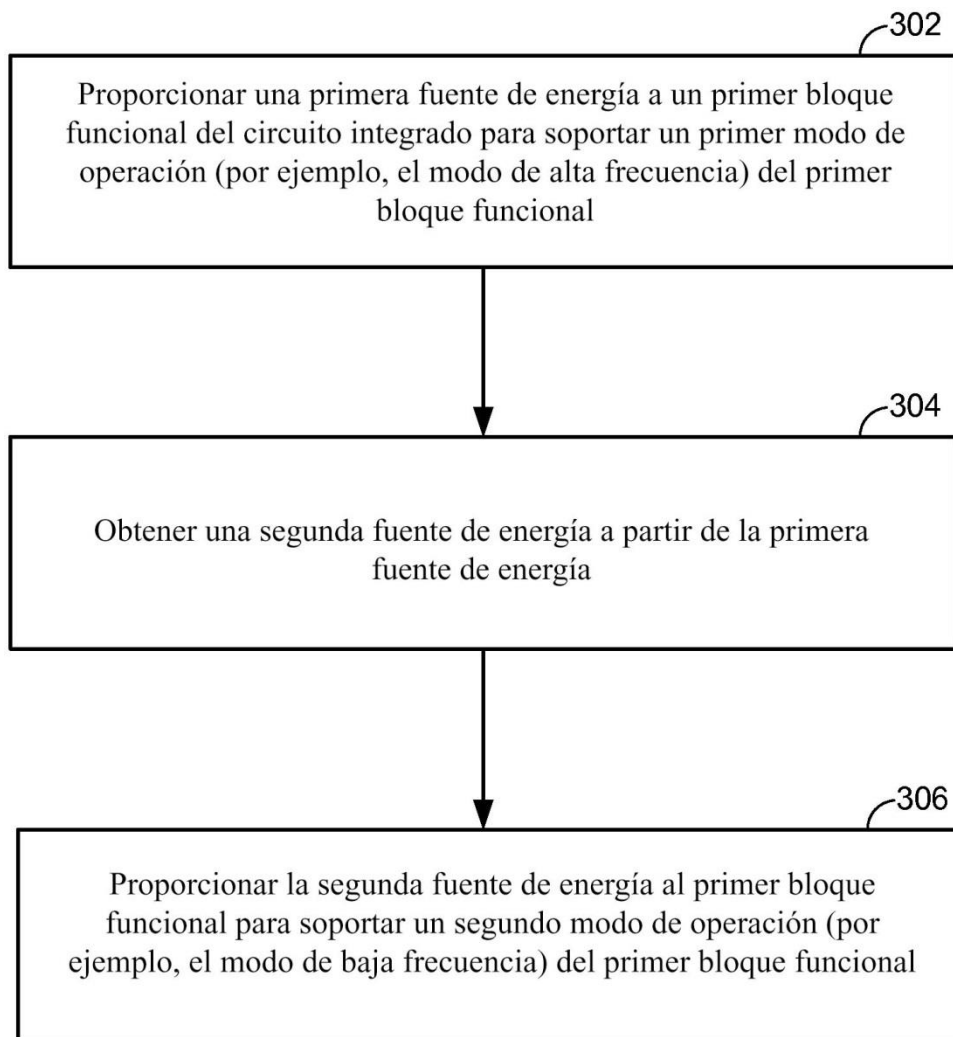 302
Proporcionar una primera fuente de energía a un primer bloque
funcional del circuito integrado para soportar un primer modo de
operación (por ejemplo, el modo de alta frecuencia) del primer
bloque funcional
304
Obtener una segunda fuente de energía a partir de la primera
fuente de energía
306
Proporcionar la segunda fuente de energía al primer bloque
funcional para soportar un segundo modo de operación (por
ejemplo, el modo de baja frecuencia) del primer bloque funcional